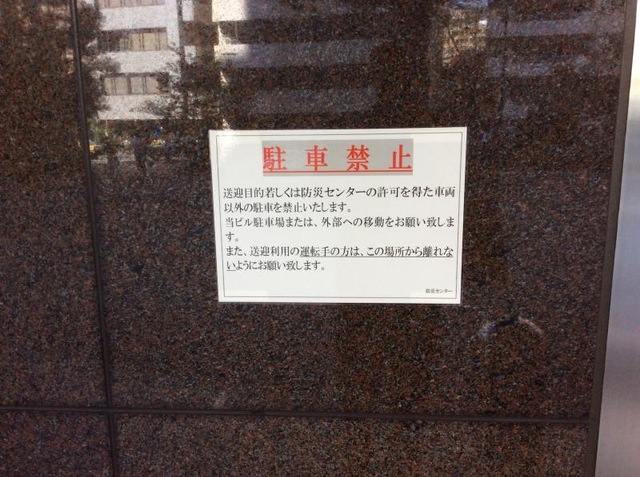 駐車禁止
送迎目的若しくは防災センターの許可を得た車両
以外の駐車を禁止いたします。
当ビル駐車場または、外部への移動をお願い致しま
す。
また、送迎利用の運転手の方は、この場所から離れな
いようにお願い致します。
防災センター